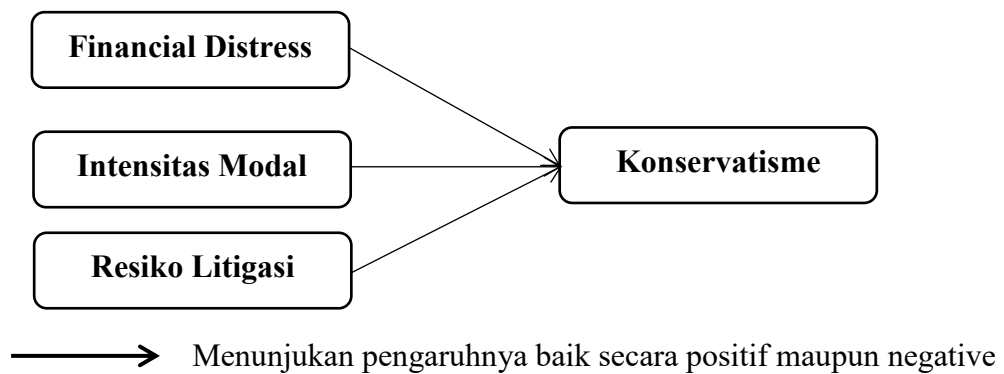 Financial Distress
Intensitas Modal
Konservatisme
Resiko Litigasi
Menunjukan pengaruhnya baik secara positif maupun negative